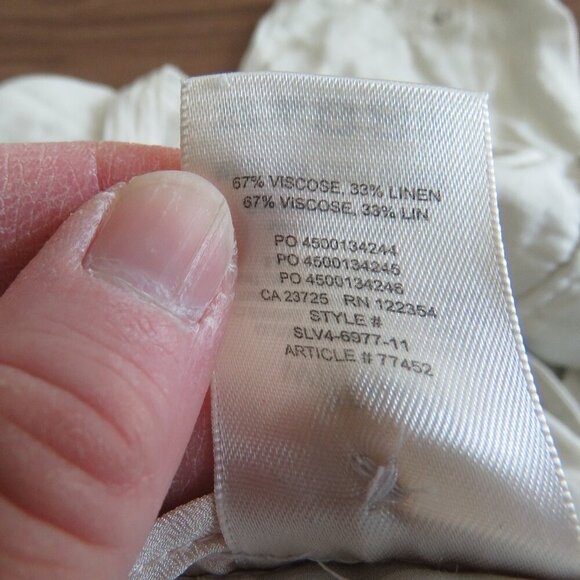 67% VISCOSE, 33% LINEN
67% VISCOSE, 33% LIN
PO 4500134244
PO 4500134245
PO 4500134246
CA 23725 RN 122354
STYLE #
SLV4-6977-11
ARTICLE # 77452